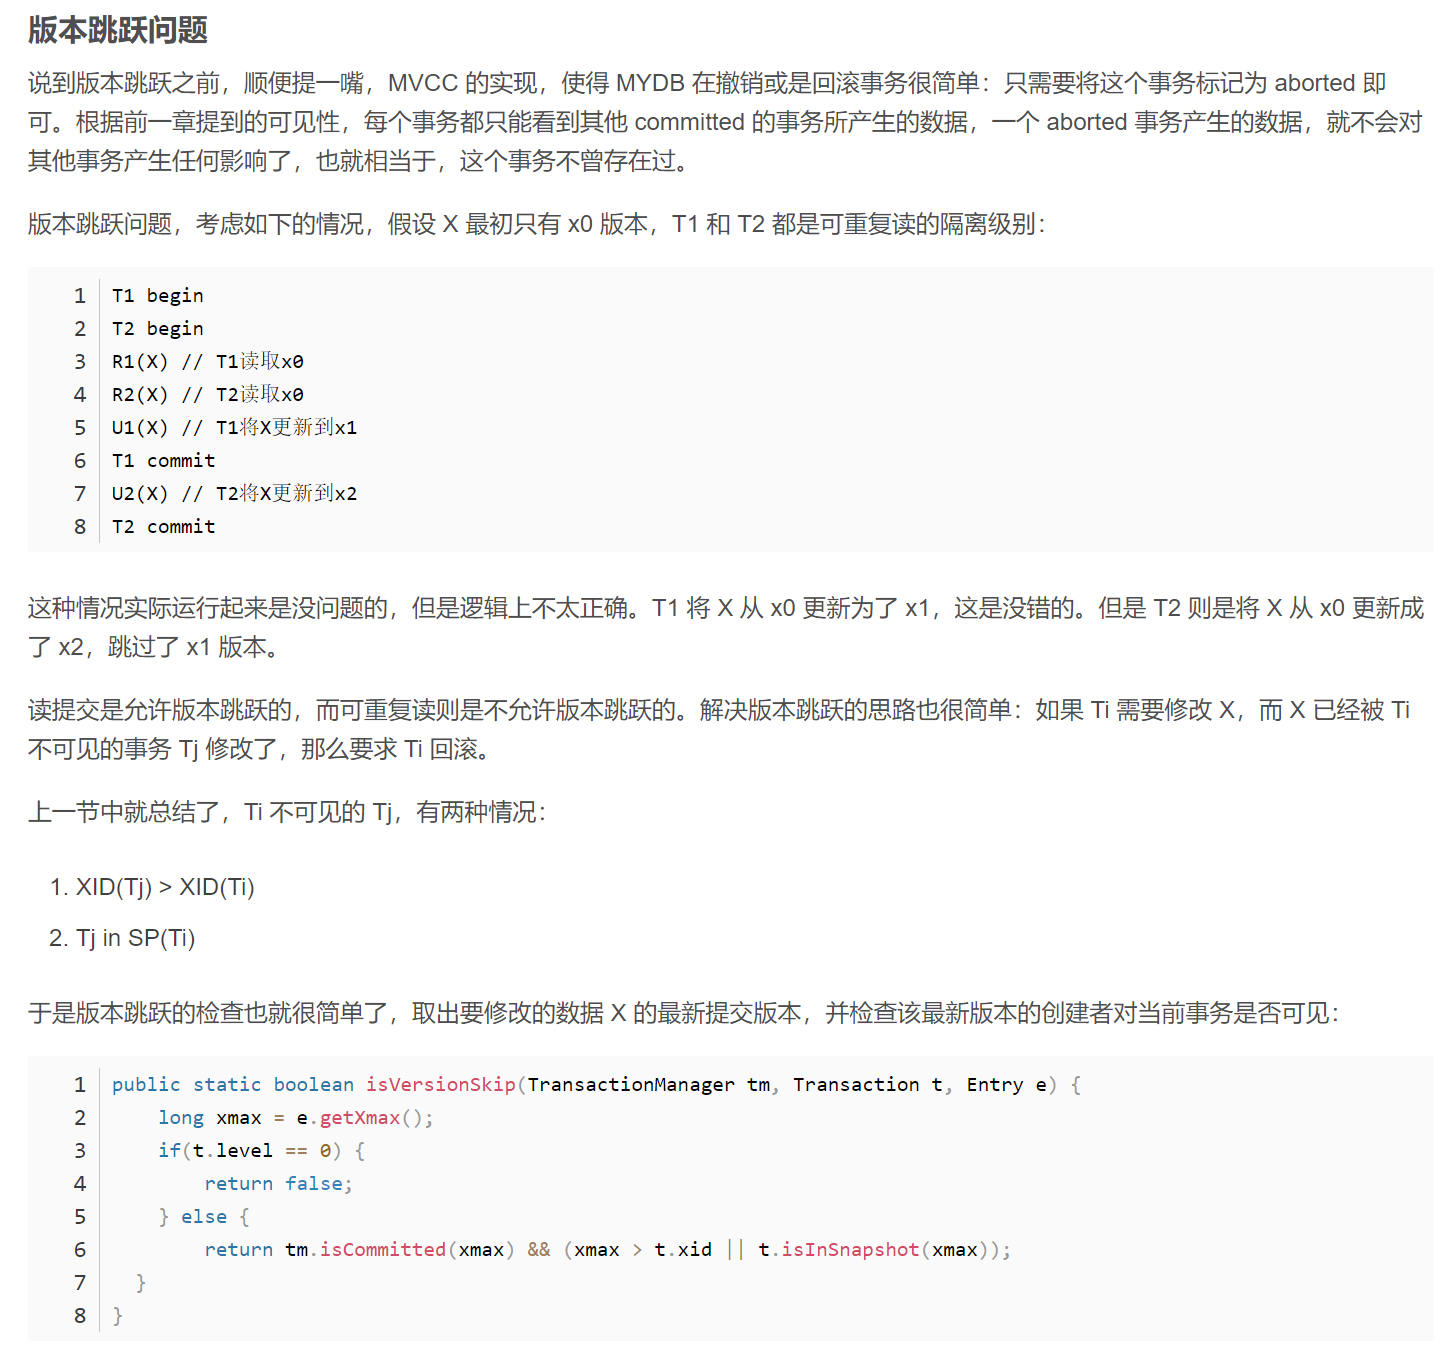 版本跳跃问题
说到版本跳跃之前，顺便提一嘴，MVCC 的实现，使得 MYDB 在撤销或是回滚事务很简单：只需要将这个事务标记为 aborted 即
可。根据前一章提到的可见性，每个事务都只能看到其他 committed 的事务所产生的数据，一个 aborted 事务产生的数据，就不会对
其他事务产生任何影响了，也就相当于，这个事务不曾存在过。
版本跳跃问题，考虑如下的情况，假设 X 最初只有 x0 版本，T1 和 T2 都是可重复读的隔离级别：
1 T1 begin
2 T2 begin
3 R1(X) // T1读取x0
4 R2(X) // T2读取x0
5 U1(X) // T1将X更新到x1
6 T1 commit
7 U2(X) // T2将X更新到x2
8 T2 commit
这种情况实际运行起来是没问题的，但是逻辑上不太正确。T1 将 X 从 x0 更新为了 x1，这是没错的。但是 T2 则是将 X 从 x0 更新成
了 x2，跳过了 x1 版本。
读提交是允许版本跳跃的，而可重复读则是不允许版本跳跃的。解决版本跳跃的思路也很简单：如果 Ti 需要修改 X，而 X 已经被 Ti
不可见的事务 Tj 修改了，那么要求 Ti 回滚。
上一节中就总结了，Ti 不可见的 Tj，有两种情况：
1. XID(Tj) > XID(Ti)
2. Tj in SP(Ti)
于是版本跳跃的检查也就很简单了，取出要修改的数据 X 的最新提交版本，并检查该最新版本的创建者对当前事务是否可见：
1 public static boolean isVersionSkip(TransactionManager tm, Transaction t, Entry e) {
2     long xmax = e.getXmax();
3     if(t.level == 0) {
4         return false;
5     } else {
6         return tm.isCommitted(xmax) && (xmax > t.xid || t.isInSnapshot(xmax));
7   }
8 }